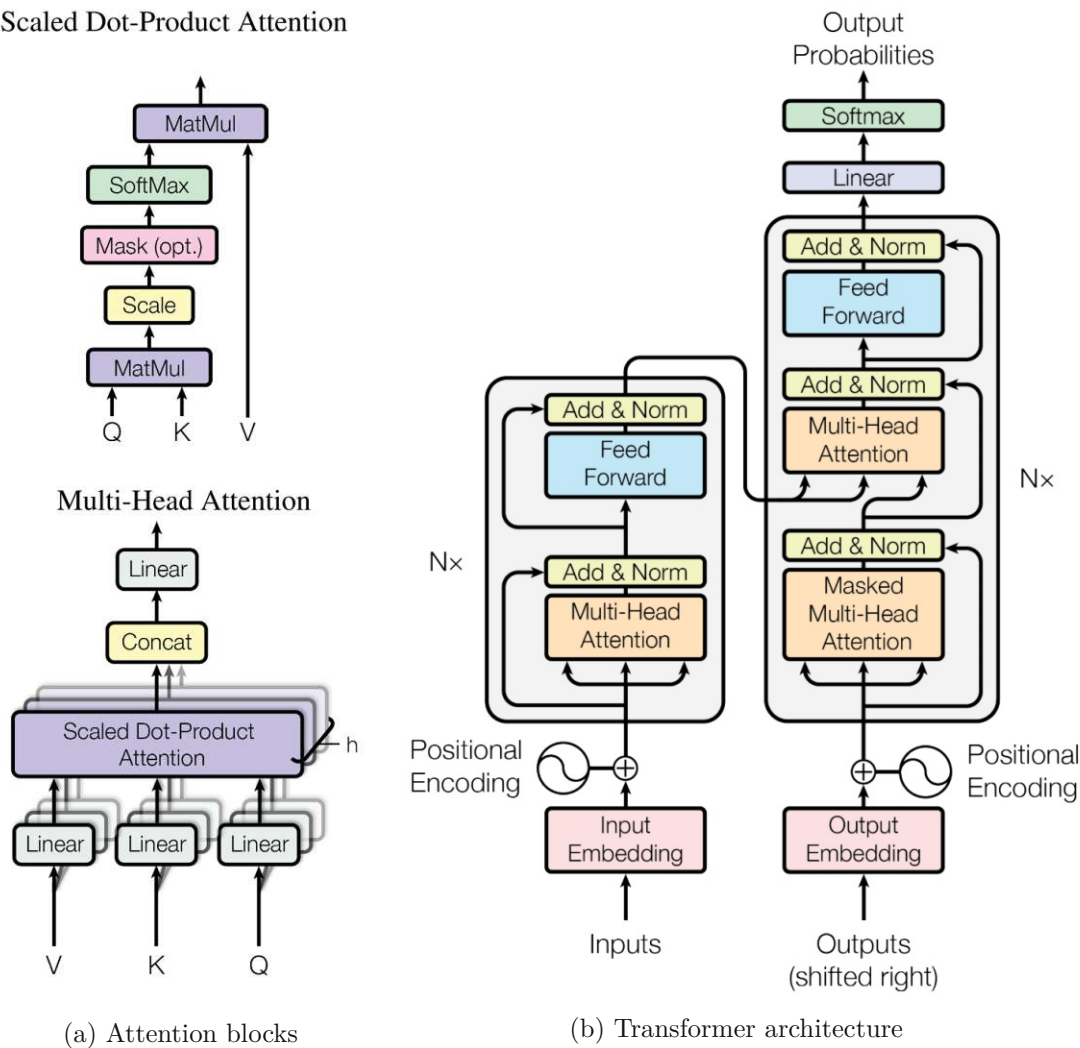 Scaled Dot-Product Attention
MatMul
SoftMax
Mask (opt.)
Scale
MatMul
Q K V
Multi-Head Attention
Linear
Concat
Scaled Dot-Product
Attention
h
Linear Linear Linear
V K Q
(a) Attention blocks
Output
Probabilities
Softmax
Linear
Add & Norm
Feed
Forward
Add & Norm
Multi-Head
Attention
Nx
Add & Norm
Masked
Multi-Head
Attention
Positional
Encoding
Output
Embedding
Outputs
(shifted right)
Add & Norm
Feed
Forward
N×
Add & Norm
Multi-Head
Attention
Positional
Encoding
Input
Embedding
Inputs
(b) Transformer architecture